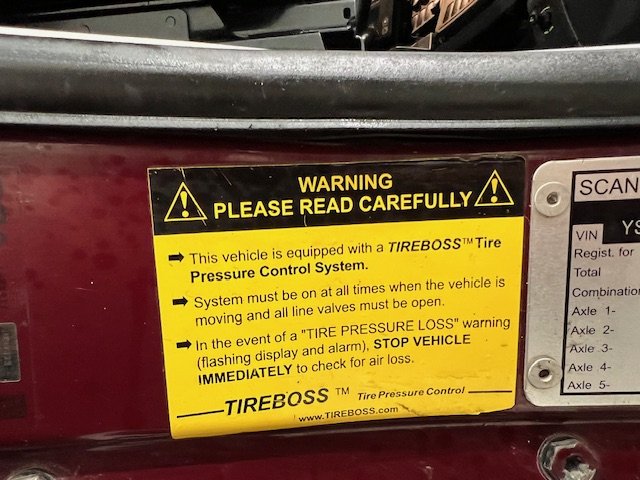 WARNING
PLEASE READ CAREFULLY
This vehicle is equipped with a TIREBOSS™ Tire
Pressure Control System.
System must be on at all times when the vehicle is
moving and all line valves must be open.
In the event of a "TIRE PRESSURE LOSS" warning
(flashing display and alarm), STOP VEHICLE
IMMEDIATELY to check for air loss.
TIREBOSS ™ Tire Pressure Control
www.TIREBOSS.com
SCAN
VIN YS
Regist. for
Total
Combination
Axle 1-
Axle 2-
Axle 3-
Axle 4-
Axle 5-